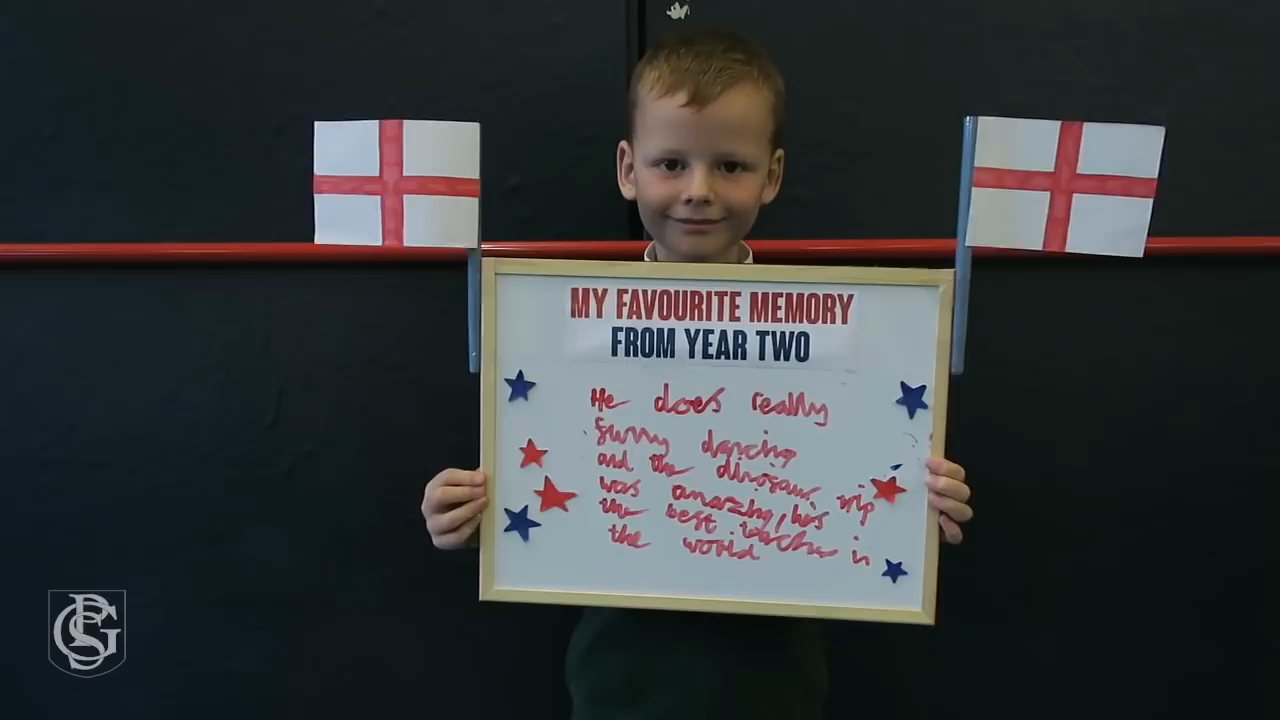 MY FAVOURITE MEMORY
FROM YEAR TWO
He does really
funny dancing
and the dinosaur trip
was amazing, his
the best teacher in
the world